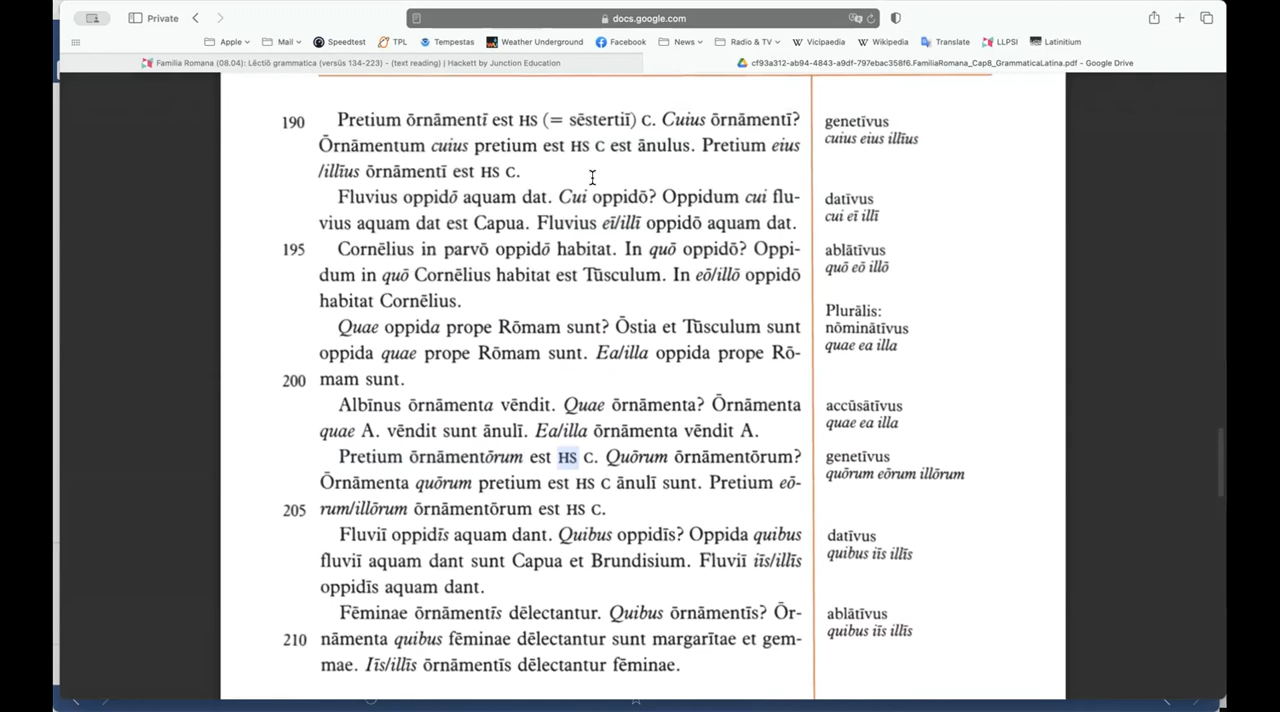 Private
docs.google.com
Apple
Mail
Speedtest
TPL
Tempestas
Weather Underground
Facebook
News
Radio & TV
Vicipaedia
Wikipedia
Translate
LLPSI
Latinitium
Familia Romana (08.04): Lēctiō grammatica (versūs 134-223) - (text reading) | Hackett by Junction Education
cf93a312-ab94-4843-a9df-797ebac358f6.FamiliaRomana_Cap8_GrammaticaLatina.pdf - Google Drive
190 Pretium ōrnāmentī est HS (= sēstertiī) C. Cuius ōrnāmentī?
Ōrnāmentum cuius pretium est HS C est ānulus. Pretium eius
/illīus ōrnāmentī est HS C.
Fluvius oppidō aquam dat. Cui oppidō? Oppidum cui flu-
vius aquam dat est Capua. Fluvius eī/illī oppidō aquam dat.
195 Cornēlius in parvō oppidō habitat. In quō oppidō? Oppi-
dum in quō Cornēlius habitat est Tūsculum. In eō/illō oppidō
habitat Cornēlius.
Quae oppida prope Rōmam sunt? Ōstia et Tūsculum sunt
oppida quae prope Rōmam sunt. Ea/illa oppida prope Rō-
200 mam sunt.
Albīnus ōrnāmenta vēndit. Quae ōrnāmenta? Ōrnāmenta
quae A. vēndit sunt ānulī. Ea/illa ōrnāmenta vēndit A.
Pretium ōrnāmentōrum est HS C. Quōrum ōrnāmentōrum?
Ōrnāmenta quōrum pretium est HS C ānulī sunt. Pretium eō-
205 rum/illōrum ōrnāmentōrum est HS C.
Fluviī oppidīs aquam dant. Quibus oppidīs? Oppida quibus
fluviī aquam dant sunt Capua et Brundisium. Fluviī iīs/illīs
oppidīs aquam dant.
Fēminae ōrnāmentīs dēlectantur. Quibus ōrnāmentīs? Ōr-
210 nāmenta quibus fēminae dēlectantur sunt margarītae et gem-
mae. Iīs/illīs ōrnāmentīs dēlectantur fēminae.
genetīvus
cuius eius illīus
datīvus
cui eī illī
ablātīvus
quō eō illō
Plurālis:
nōminātīvus
quae ea illa
accūsātīvus
quae ea illa
genetīvus
quōrum eōrum illōrum
datīvus
quibus iīs illīs
ablātīvus
quibus iīs illīs